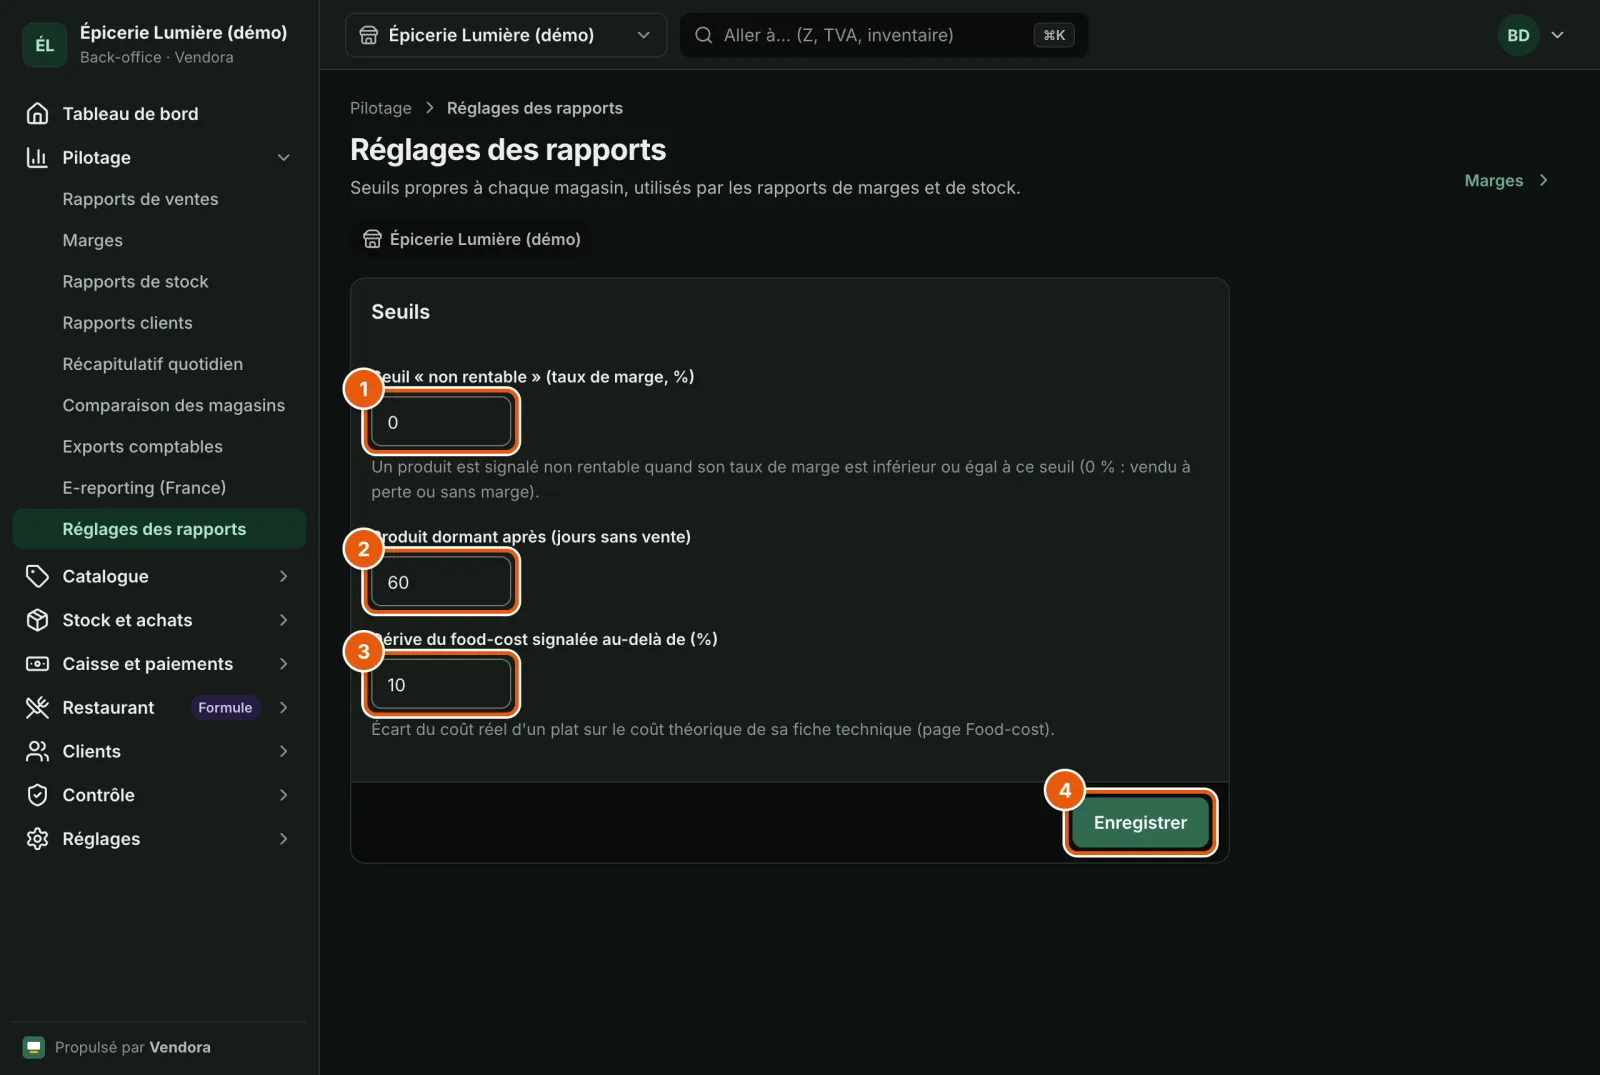 ÉL
Épicerie Lumière (démo)
Back-office · Vendora
Épicerie Lumière (démo)
Aller à... (Z, TVA, inventaire)
⌘K
BD
Tableau de bord
Pilotage
Rapports de ventes
Marges
Rapports de stock
Rapports clients
Récapitulatif quotidien
Comparaison des magasins
Exports comptables
E-reporting (France)
Réglages des rapports
Catalogue
Stock et achats
Caisse et paiements
Restaurant
Formule
Clients
Contrôle
Réglages
Propulsé par Vendora
Pilotage > Réglages des rapports
Réglages des rapports
Seuils propres à chaque magasin, utilisés par les rapports de marges et de stock.
Marges
Épicerie Lumière (démo)
Seuils
1
Seuil « non rentable » (taux de marge, %)
0
Un produit est signalé non rentable quand son taux de marge est inférieur ou égal à ce seuil (0 % : vendu à
perte ou sans marge).
2
Produit dormant après (jours sans vente)
60
3
Dérive du food-cost signalée au-delà de (%)
10
Écart du coût réel d'un plat sur le coût théorique de sa fiche technique (page Food-cost).
4
Enregistrer